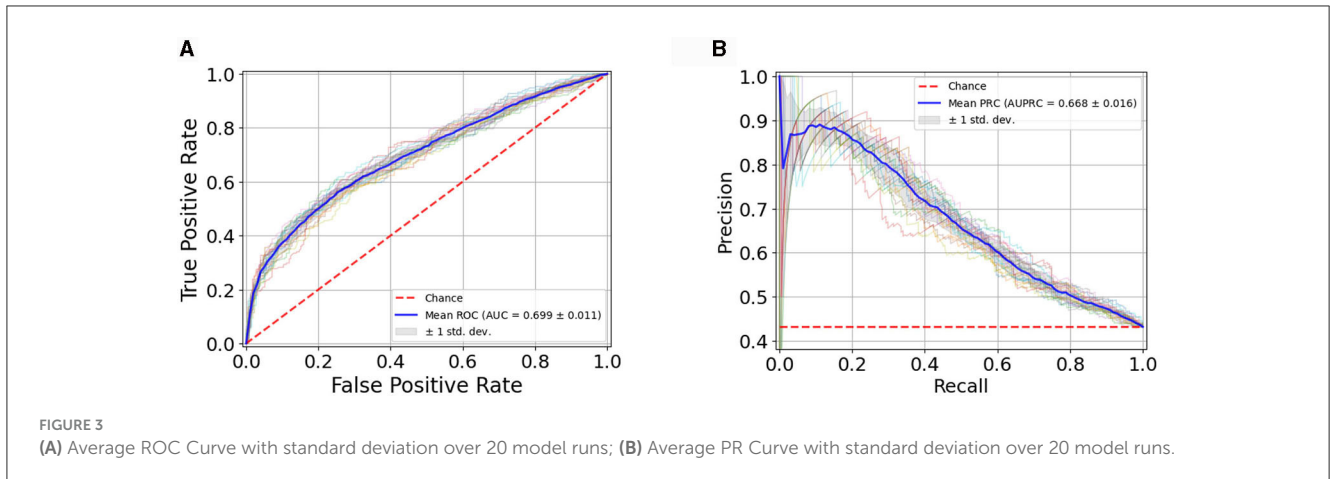 A
1.0
0.8
0.6
0.4
0.2
0.0
True Positive Rate
Chance
Mean ROC (AUC = 0.699 ± 0.011)
± 1 std. dev.
0.0 0.2 0.4 0.6 0.8 1.0
False Positive Rate
B
1.0
0.9
0.8
0.7
0.6
0.5
0.4
Precision
Chance
Mean PRC (AUPRC = 0.668 ± 0.016)
± 1 std. dev.
0.0 0.2 0.4 0.6 0.8 1.0
Recall
FIGURE 3
(A) Average ROC Curve with standard deviation over 20 model runs; (B) Average PR Curve with standard deviation over 20 model runs.